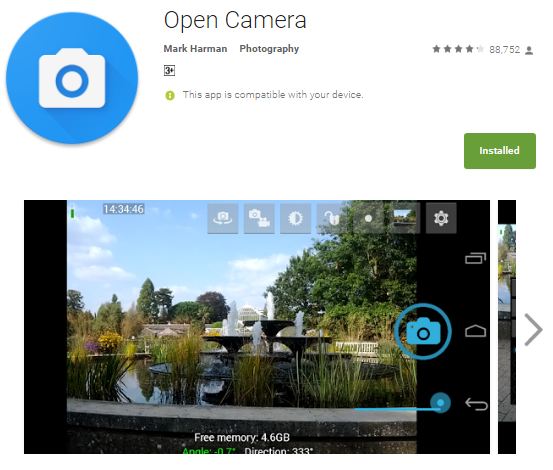 Open Camera
Mark Harman Photography
88,752
3+
This app is compatible with your device.
Installed
14:34:46
Free memory: 4.6GB
Angle: -0.7° Direction: 333°